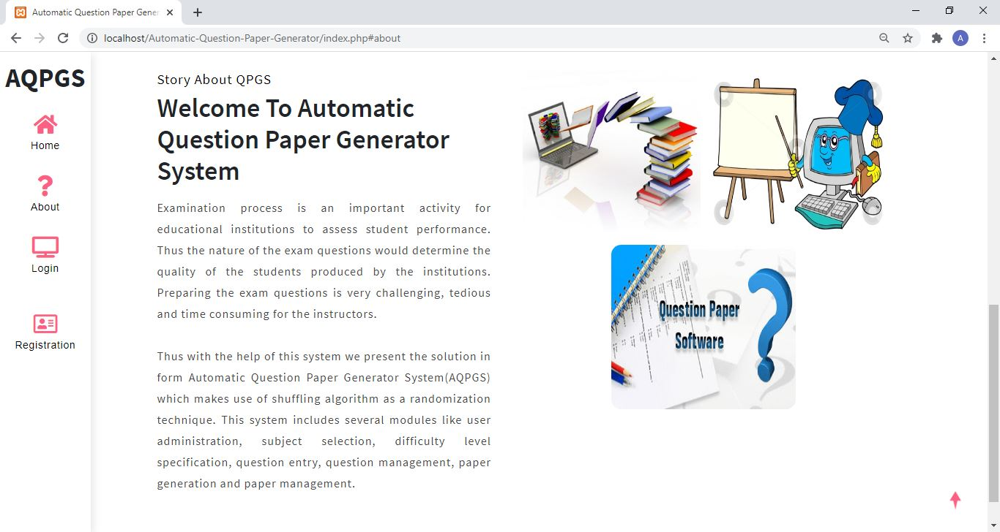 Automatic Question Paper Gener
localhost/Automatic-Question-Paper-Generator/index.php#about
A
AQPGS
Home
About
Login
Registration
Story About QPGS
Welcome To Automatic
Question Paper Generator
System
Examination process is an important activity for
educational institutions to assess student performance.
Thus the nature of the exam questions would determine the
quality of the students produced by the institutions.
Preparing the exam questions is very challenging, tedious
and time consuming for the instructors.
Thus with the help of this system we present the solution in
form Automatic Question Paper Generator System(AQPGS)
which makes use of shuffling algorithm as a randomization
technique. This system includes several modules like user
administration, subject selection, difficulty level
specification, question entry, question management, paper
generation and paper management.
Question Paper
Software
?